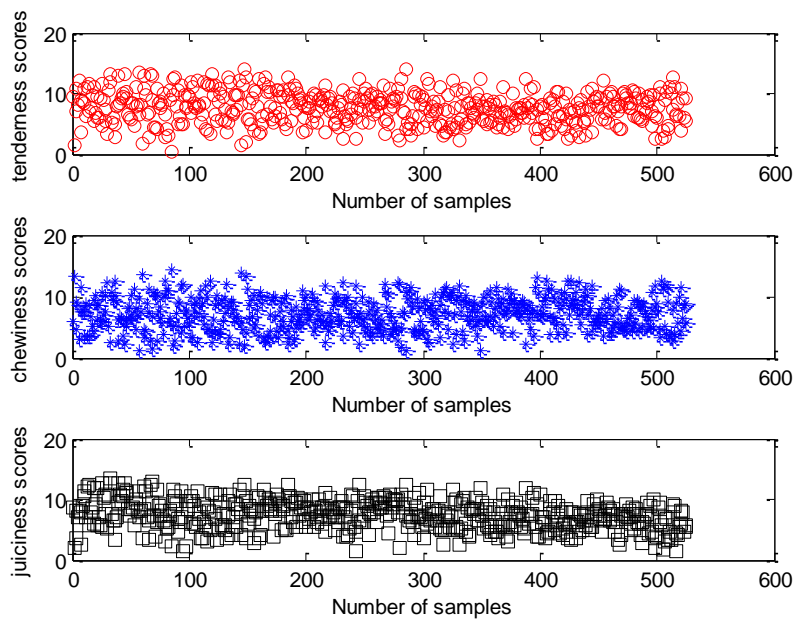 tenderness scores
20
10
0
0 100 200 300 400 500 600
Number of samples
chewiness scores
20
10
0
0 100 200 300 400 500 600
Number of samples
juiciness scores
20
10
0
0 100 200 300 400 500 600
Number of samples